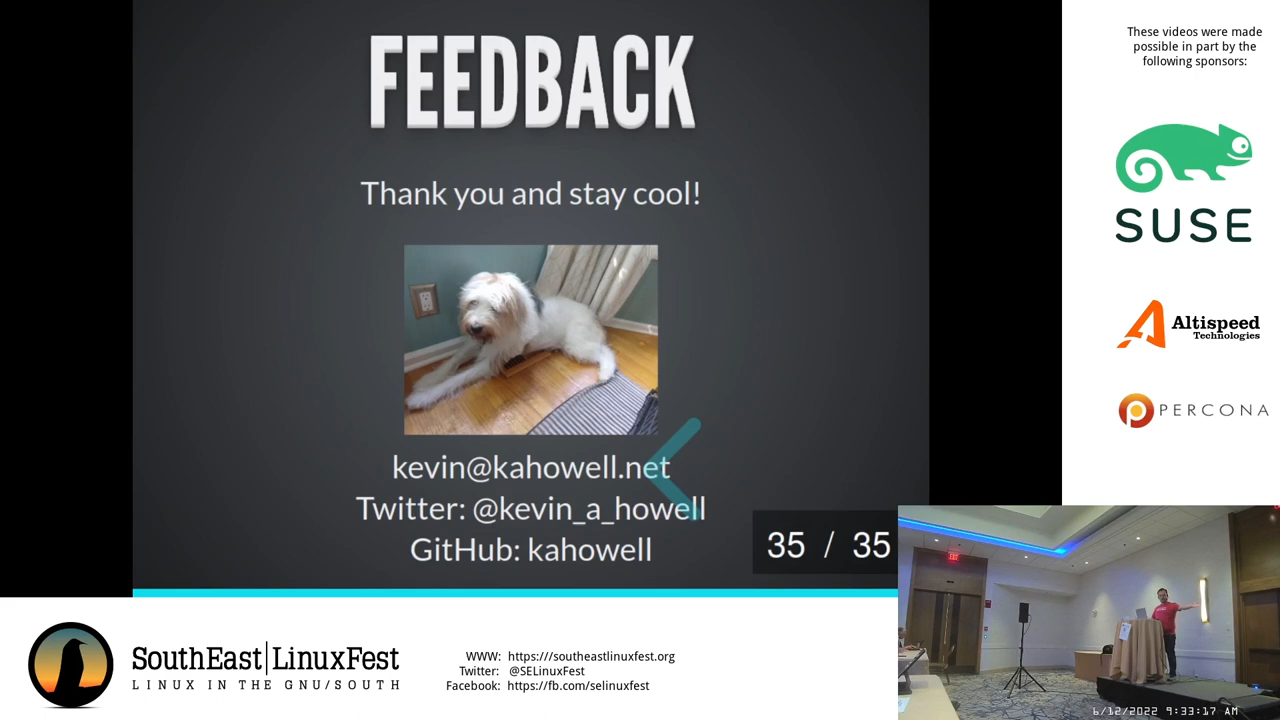 FEEDBACK
Thank you and stay cool!
kevin@kahowell.net
Twitter: @kevin_a_howell
GitHub: kahowell
35 / 35
These videos were made
possible in part by the
following sponsors:
SUSE
Altispeed
Technologies
PERCONA
SouthEast LinuxFest
LINUX IN THE GNU/SOUTH
WWW: https:///southeastlinuxfest.org
Twitter: @SELinuxFest
Facebook: https://fb.com/selinuxfest
6/12/2022 9:33:17 AM